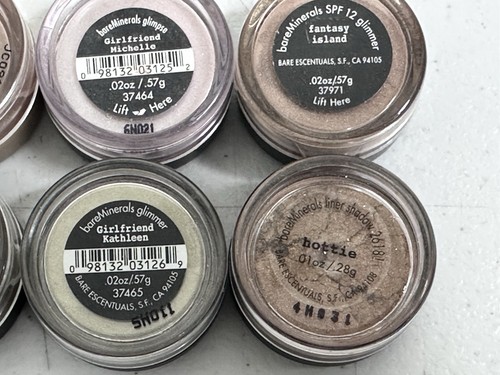 bareMinerals glimpse
Girlfriend
Michelle
0 98132 03125 2
.02oz/.57g
37464
Lift Here
6N021
bareMinerals SPF 12 glimmer
fantasy
island
BARE ESCENTUALS, S.F., CA 94105
.02oz/.57g
37971
Lift Here
bareMinerals glimmer
Girlfriend
Kathleen
0 98132 03126 9
.02oz/.57g
37465
BARE ESCENTUALS, S.F. CA 94105
5H011
bareMinerals liner shadow
hottie
.01oz/.28g
BARE ESCENTUALS, S.F.
4H031